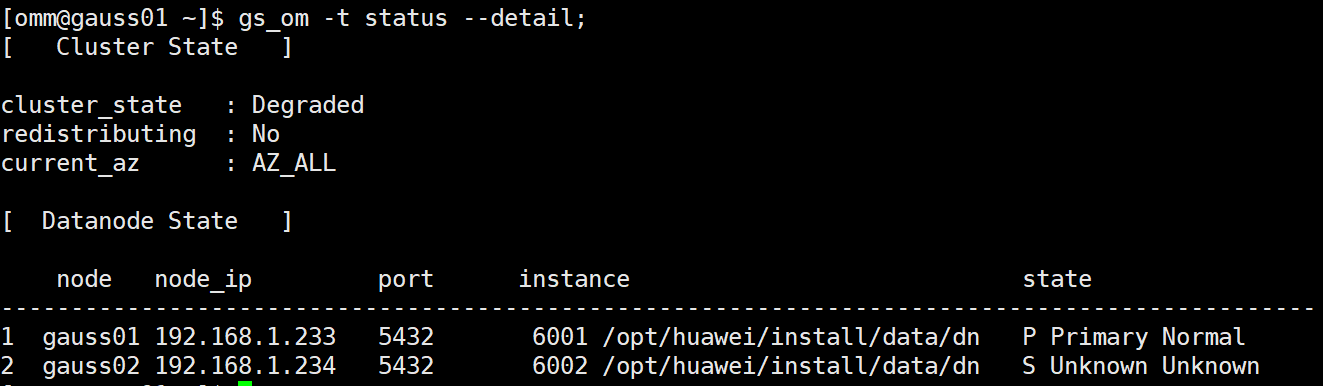 [omm@gauss01 ~]$ gs_om -t status --detail;
[   Cluster State   ]
cluster_state   : Degraded
redistributing  : No
current_az      : AZ_ALL
[  Datanode State   ]
    node   node_ip         port      instance                            state
----------------------------------------------------------------------------------------------
1  gauss01 192.168.1.233   5432       6001 /opt/huawei/install/data/dn   P Primary Normal
2  gauss02 192.168.1.234   5432       6002 /opt/huawei/install/data/dn   S Unknown Unknown